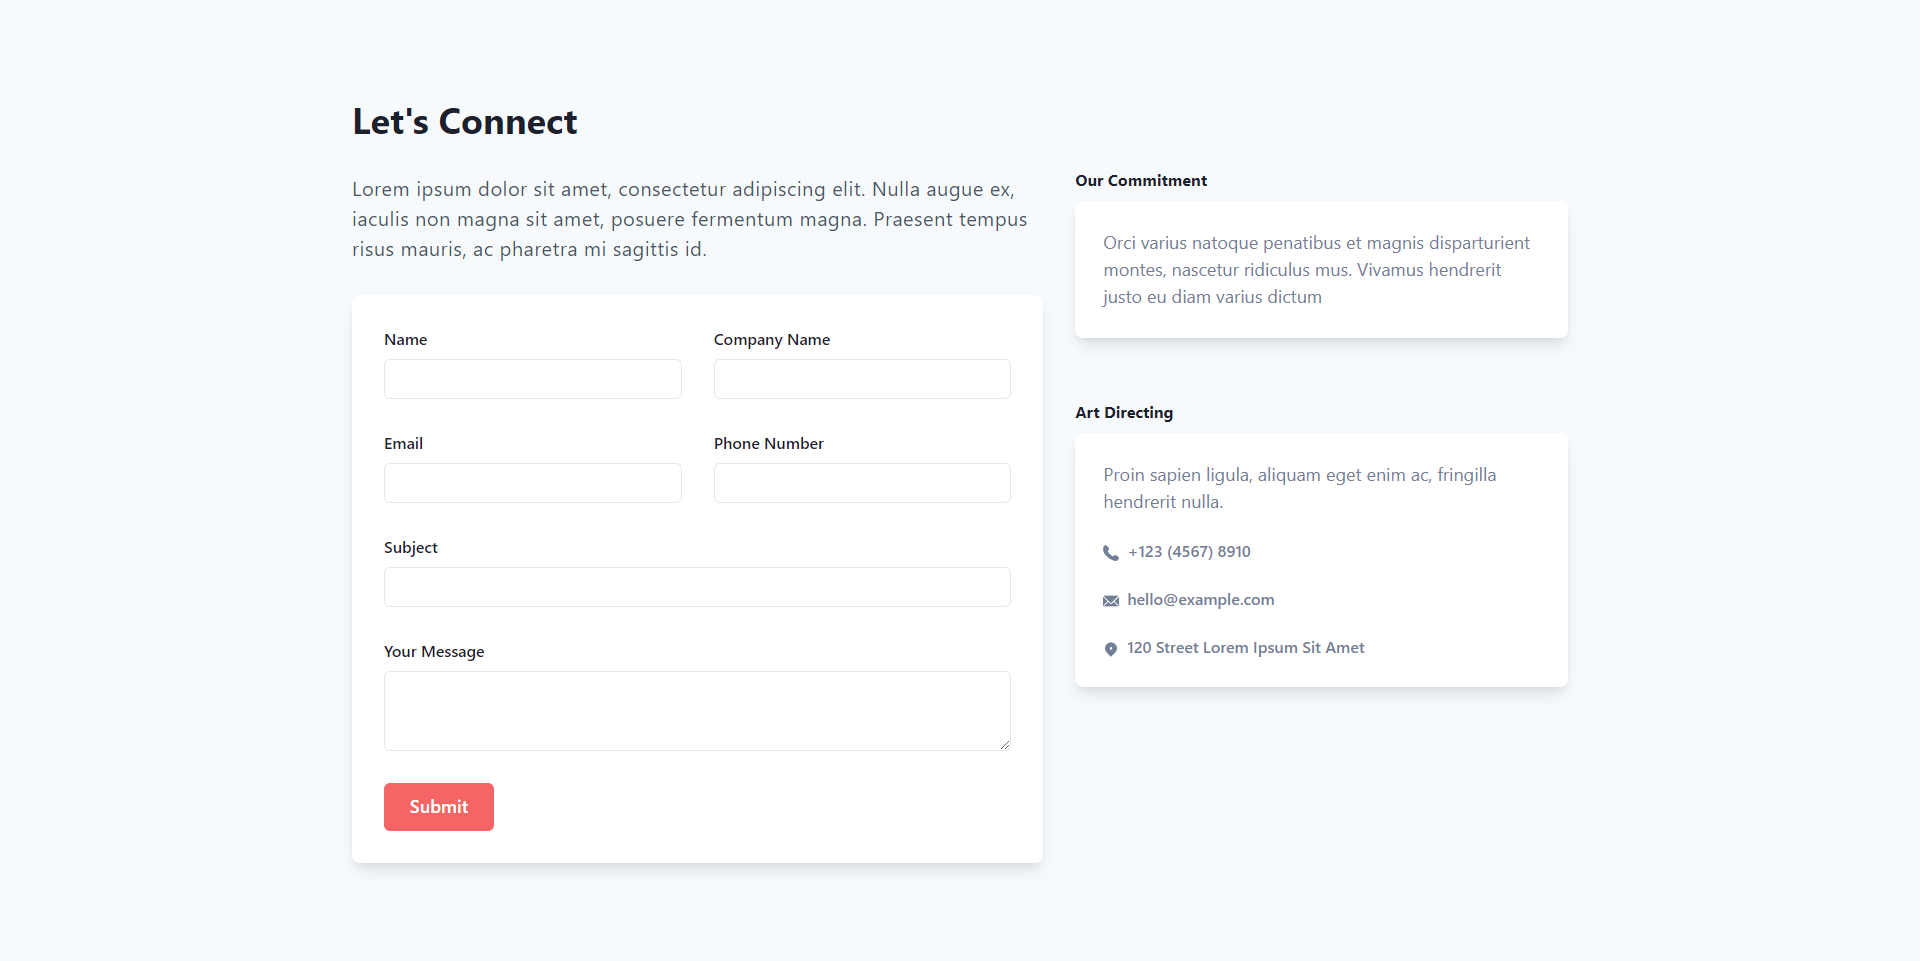 Let's Connect
Lorem ipsum dolor sit amet, consectetur adipiscing elit. Nulla augue ex,
iaculis non magna sit amet, posuere fermentum magna. Praesent tempus
risus mauris, ac pharetra mi sagittis id.
Name
Company Name
Email
Phone Number
Subject
Your Message
Submit
Our Commitment
Orci varius natoque penatibus et magnis disparturient
montes, nascetur ridiculus mus. Vivamus hendrerit
justo eu diam varius dictum
Art Directing
Proin sapien ligula, aliquam eget enim ac, fringilla
hendrerit nulla.
+123 (4567) 8910
hello@example.com
120 Street Lorem Ipsum Sit Amet